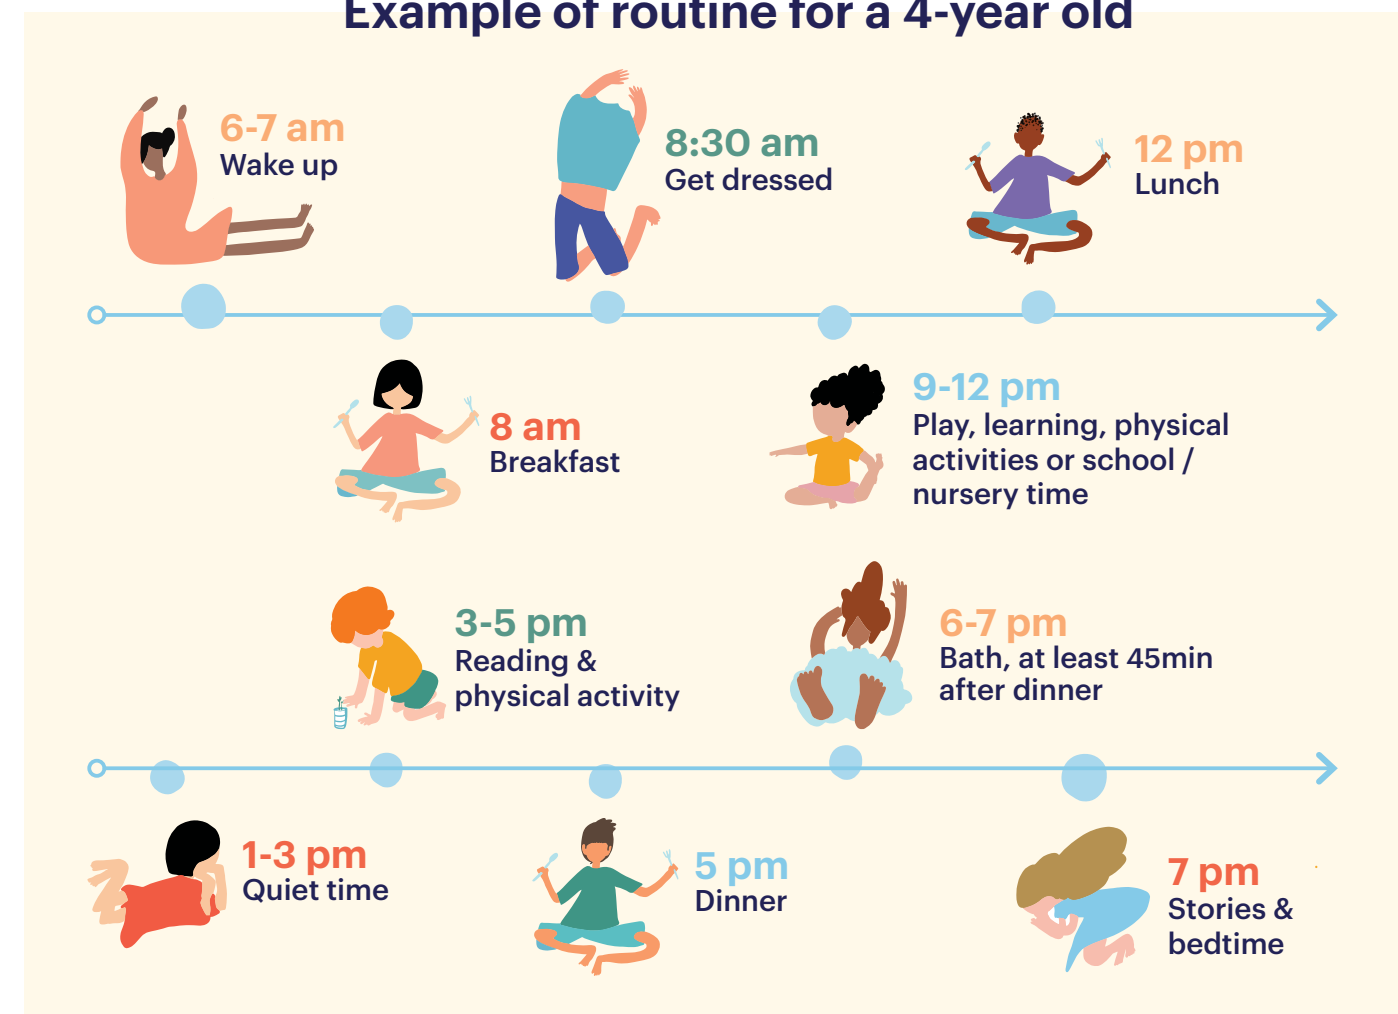 Example of routine for a 4-year old
6-7 am
Wake up
8:30 am
Get dressed
12 pm
Lunch
8 am
Breakfast
9-12 pm
Play, learning, physical
activities or school /
nursery time
3-5 pm
Reading &
physical activity
6-7 pm
Bath, at least 45min
after dinner
1-3 pm
Quiet time
5 pm
Dinner
7 pm
Stories &
bedtime